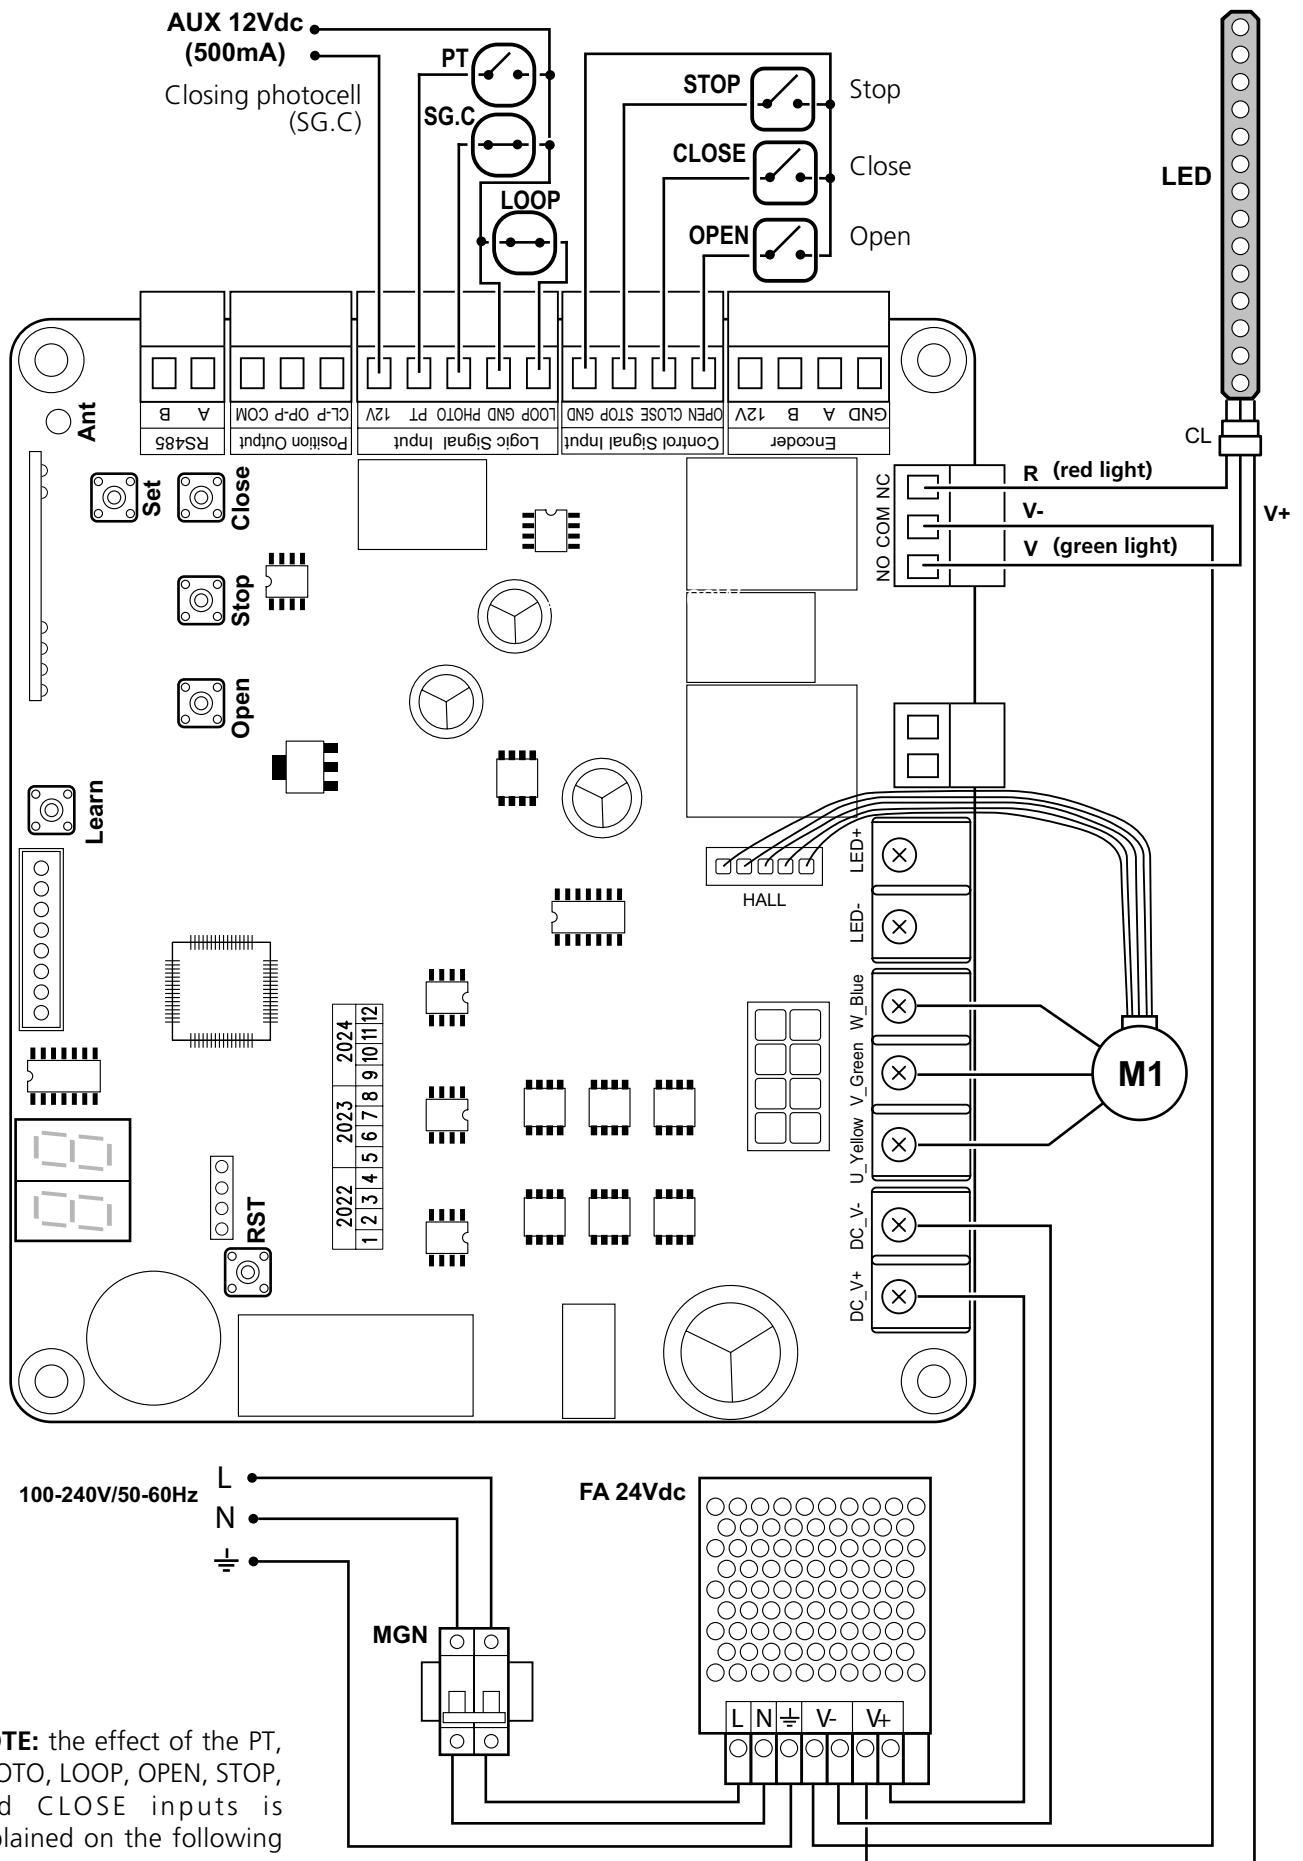 AUX 12Vdc
(500mA)
Closing photocell
(SG.C)
PT
SG.C
LOOP
STOP
Stop
CLOSE
Close
OPEN
Open
LED
B A
RS485
COM OP-P CL-P
Position Output
12V PT PHOTO GND LOOP
Logic Signal Input
GND STOP CLOSE OPEN
Control Signal Input
12V B A GND
Encoder
Ant
Set
Close
Stop
Open
Learn
CL
NO COM NC
R (red light)
V-
V (green light)
V+
HALL
LED+
LED-
W_Blue
V_Green
U_Yellow
DC_V-
DC_V+
M1
2022 2023 2024
1 2 3 4 5 6 7 8 9 10 11 12
RST
100-240V/50-60Hz
L
N
MGN
FA 24Vdc
L N V- V+
OTE: the effect of the PT,
OTO, LOOP, OPEN, STOP,
d CLOSE inputs is
plained on the following